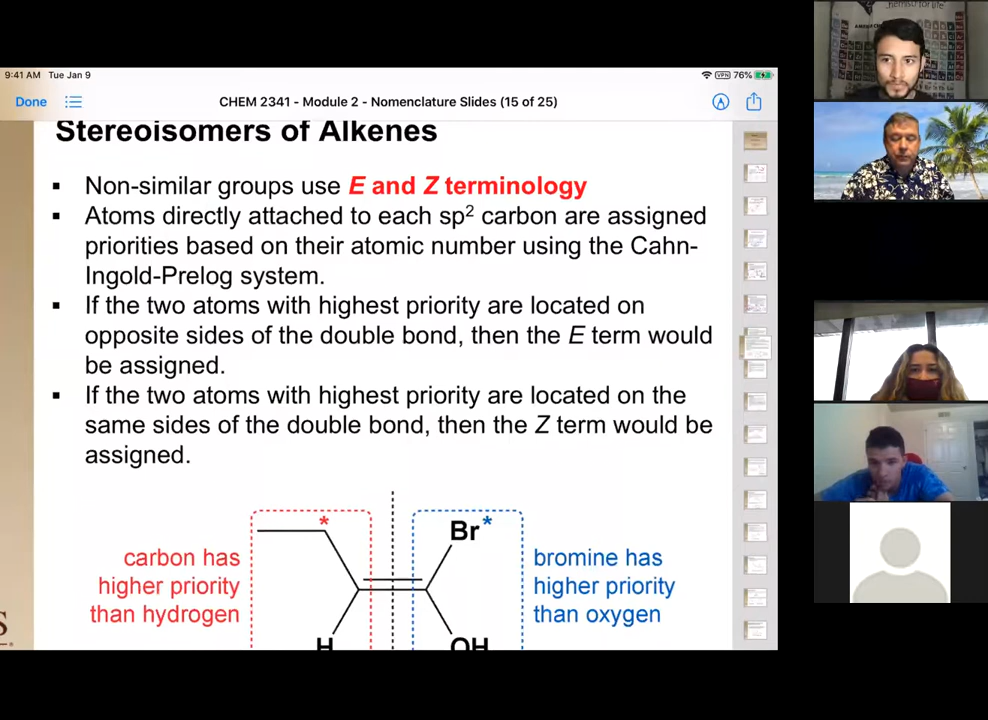 hemist for life
9:41 AM Tue Jan 9
VPN 76%
Done
CHEM 2341 - Module 2 - Nomenclature Slides (15 of 25)
Stereoisomers of Alkenes
▪ Non-similar groups use E and Z terminology
▪ Atoms directly attached to each sp² carbon are assigned
priorities based on their atomic number using the Cahn-
Ingold-Prelog system.
▪ If the two atoms with highest priority are located on
opposite sides of the double bond, then the E term would
be assigned.
▪ If the two atoms with highest priority are located on the
same sides of the double bond, then the Z term would be
assigned.
carbon has
higher priority
than hydrogen
*
H
Br*
OH
bromine has
higher priority
than oxygen
S